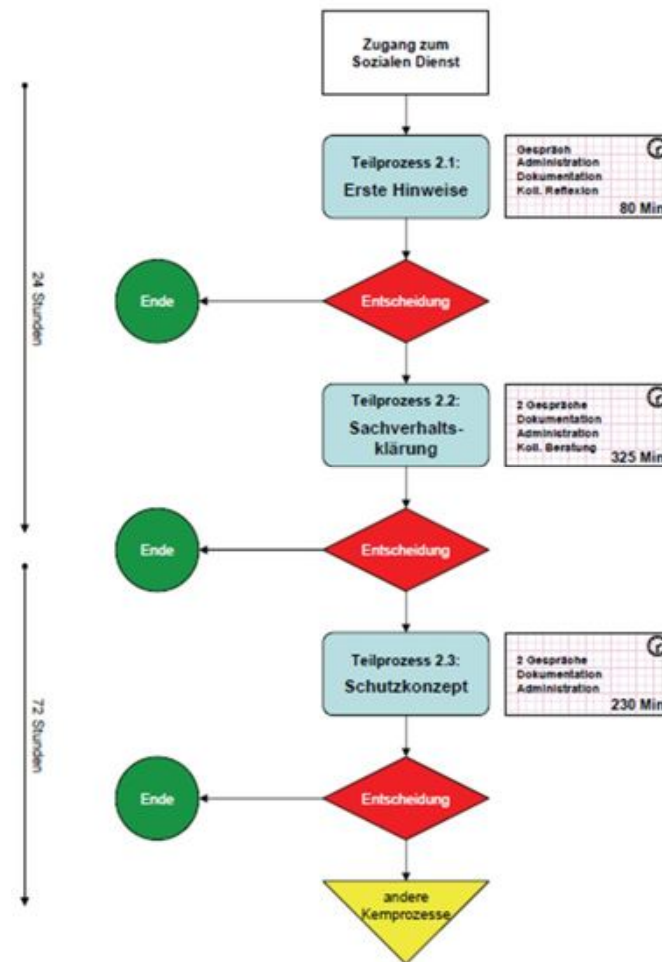 Zugang zum
Sozialen Dienst
Teilprozess 2.1:
Erste Hinweise
Gespräch
Administration
Dokumentation
Koll. Reflexion
80 Min
24 Stunden
Ende
Entscheidung
Teilprozess 2.2:
Sachverhalts-
klärung
2 Gespräche
Dokumentation
Administration
Koll. Beratung
325 Min
Ende
Entscheidung
72 Stunden
Teilprozess 2.3:
Schutzkonzept
2 Gespräche
Dokumentation
Administration
230 Min
Ende
Entscheidung
andere
Kernprozesse